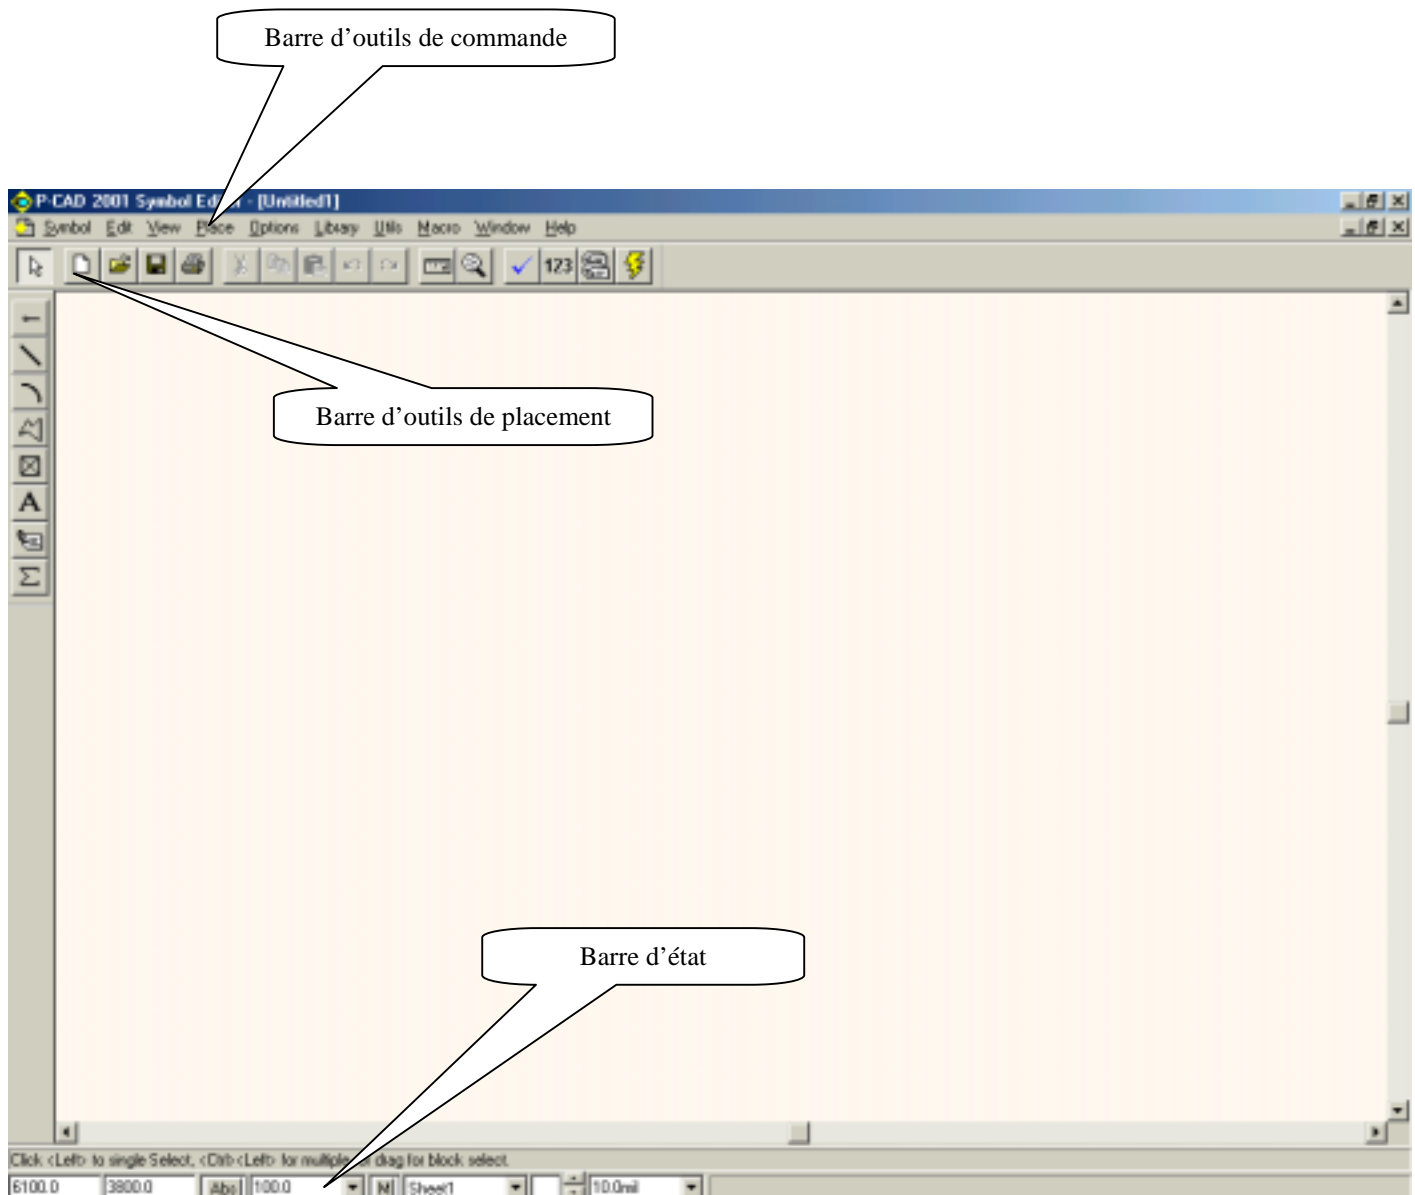 Barre d’outils de commande
P-CAD 2001 Symbol Editor - [Untitled1]
Symbol Edit View Place Options Library Utils Macro Window Help
123
A
Σ
Barre d’outils de placement
Barre d’état
Click <Left> to single Select, <Ctrl><Left> for multiple or drag for block select.
6100.0 3800.0 Abs 100.0 M Sheet1 10.0mil